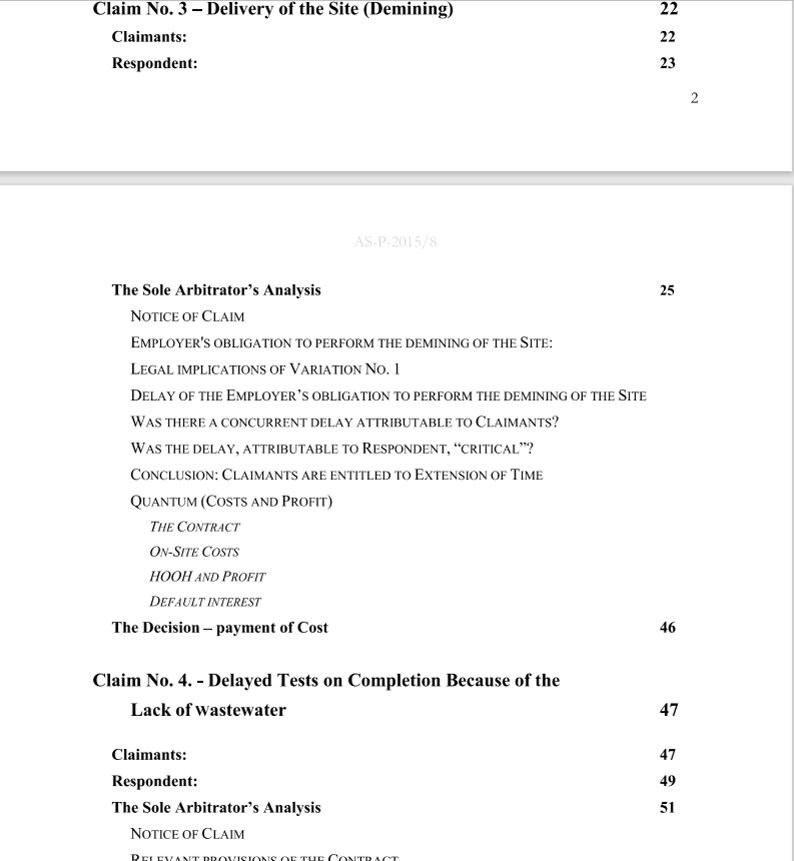 Claim No. 3 – Delivery of the Site (Demining) 22
Claimants: 22
Respondent: 23
2
AS-P-2015/8
The Sole Arbitrator’s Analysis 25
NOTICE OF CLAIM
EMPLOYER'S OBLIGATION TO PERFORM THE DEMINING OF THE SITE:
LEGAL IMPLICATIONS OF VARIATION NO. 1
DELAY OF THE EMPLOYER’S OBLIGATION TO PERFORM THE DEMINING OF THE SITE
WAS THERE A CONCURRENT DELAY ATTRIBUTABLE TO CLAIMANTS?
WAS THE DELAY, ATTRIBUTABLE TO RESPONDENT, “CRITICAL”?
CONCLUSION: CLAIMANTS ARE ENTITLED TO EXTENSION OF TIME
QUANTUM (COSTS AND PROFIT)
THE CONTRACT
ON-SITE COSTS
HOOH AND PROFIT
DEFAULT INTEREST
The Decision – payment of Cost 46
Claim No. 4. - Delayed Tests on Completion Because of the
Lack of wastewater 47
Claimants: 47
Respondent: 49
The Sole Arbitrator’s Analysis 51
NOTICE OF CLAIM
RELEVANT PROVISIONS OF THE CONTRACT